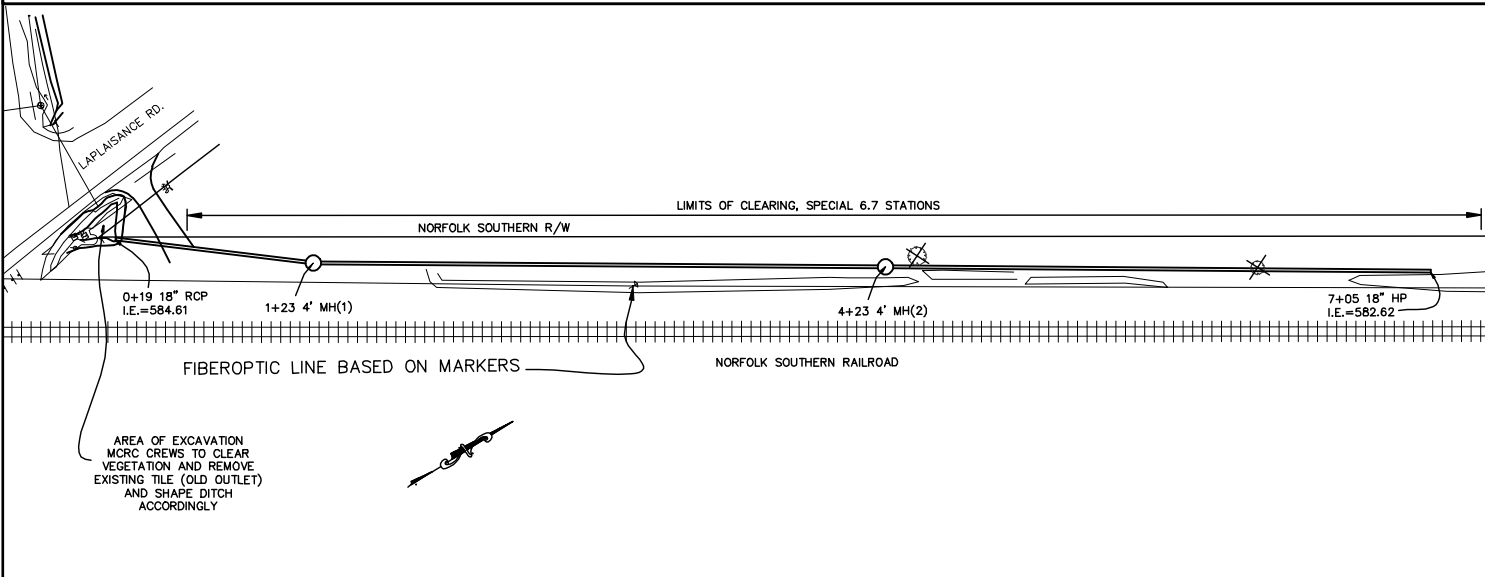 LAPLAISANCE RD.
LIMITS OF CLEARING, SPECIAL 6.7 STATIONS
NORFOLK SOUTHERN R/W
0+19 18" RCP
I.E.=584.61
1+23 4' MH(1)
4+23 4' MH(2)
7+05 18" HP
I.E.=582.62
FIBEROPTIC LINE BASED ON MARKERS
NORFOLK SOUTHERN RAILROAD
AREA OF EXCAVATION
MCRC CREWS TO CLEAR
VEGETATION AND REMOVE
EXISTING TILE (OLD OUTLET)
AND SHAPE DITCH
ACCORDINGLY